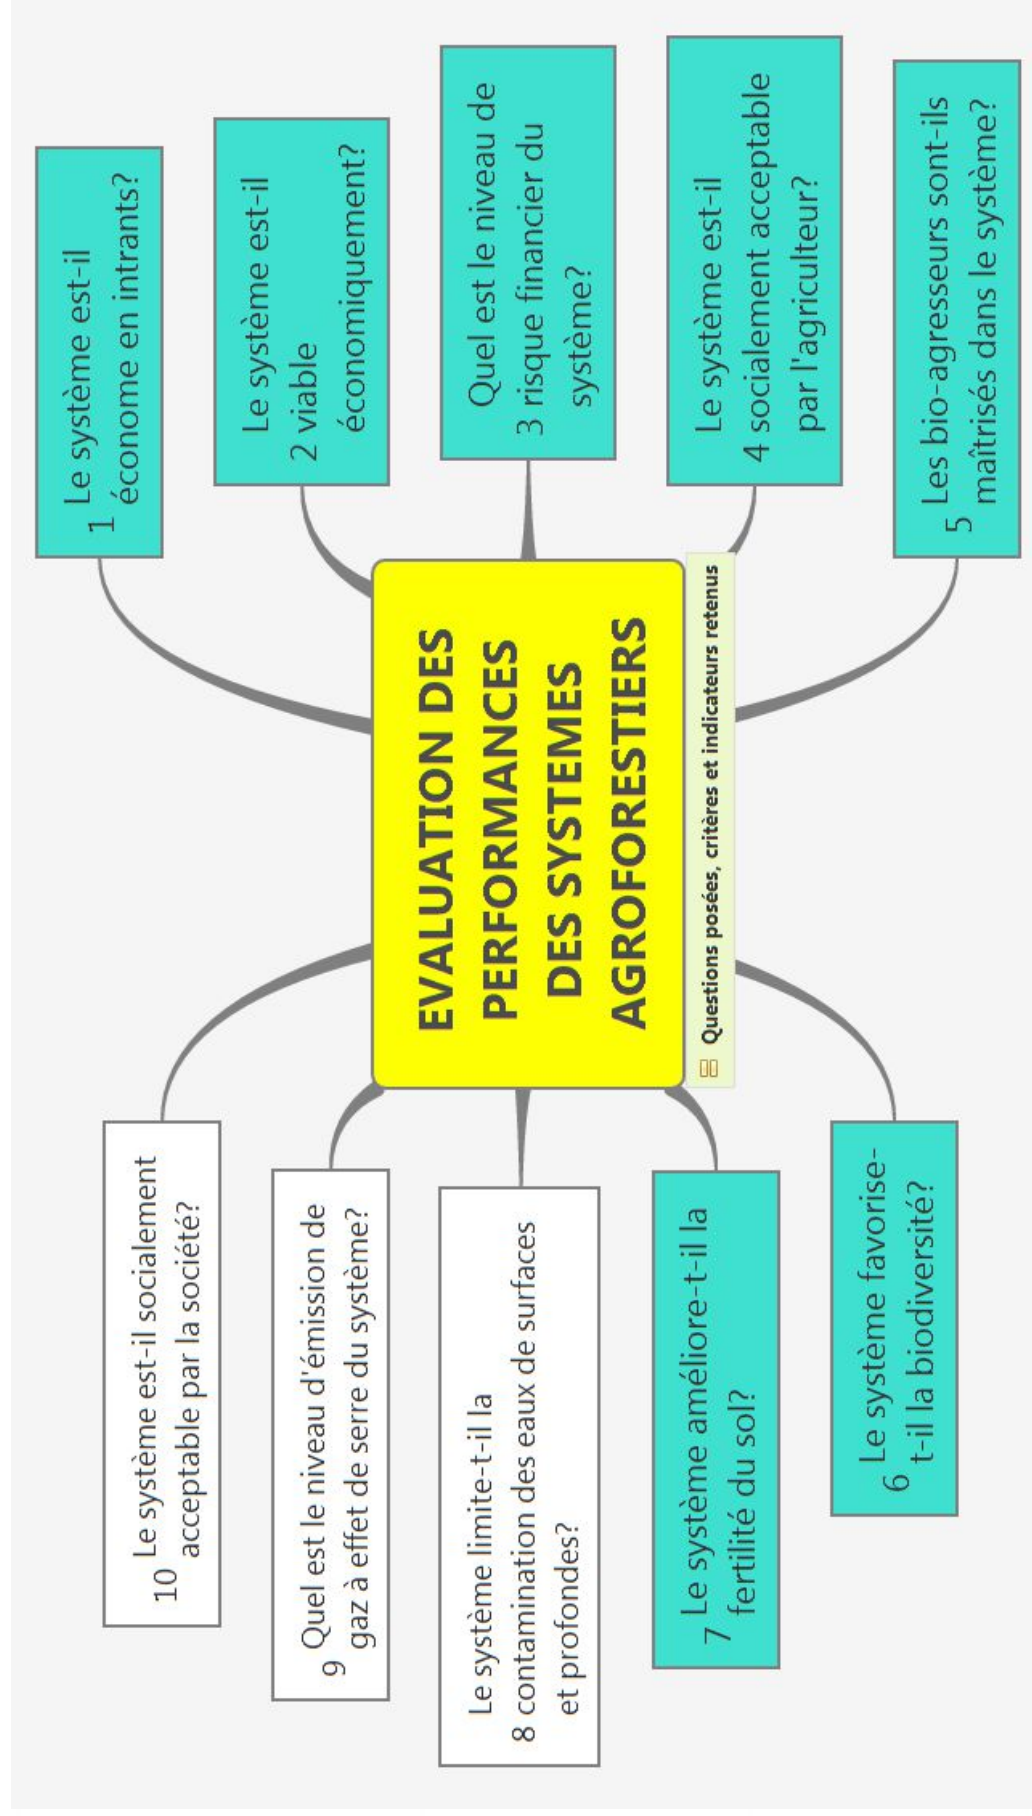 EVALUATION DES
PERFORMANCES
DES SYSTEMES
AGROFORESTIERS
Questions posées, critères et indicateurs retenus
1 Le système est-il
économe en intrants?
Le système est-il
2 viable
économiquement?
Quel est le niveau de
3 risque financier du
système?
Le système est-il
4 socialement acceptable
par l'agriculteur?
5 Les bio-agresseurs sont-ils
maîtrisés dans le système?
6 Le système favorise-
t-il la biodiversité?
7 Le système améliore-t-il la
fertilité du sol?
Le système limite-t-il la
8 contamination des eaux de surfaces
et profondes?
9 Quel est le niveau d'émission de
gaz à effet de serre du système?
10 Le système est-il socialement
acceptable par la société?